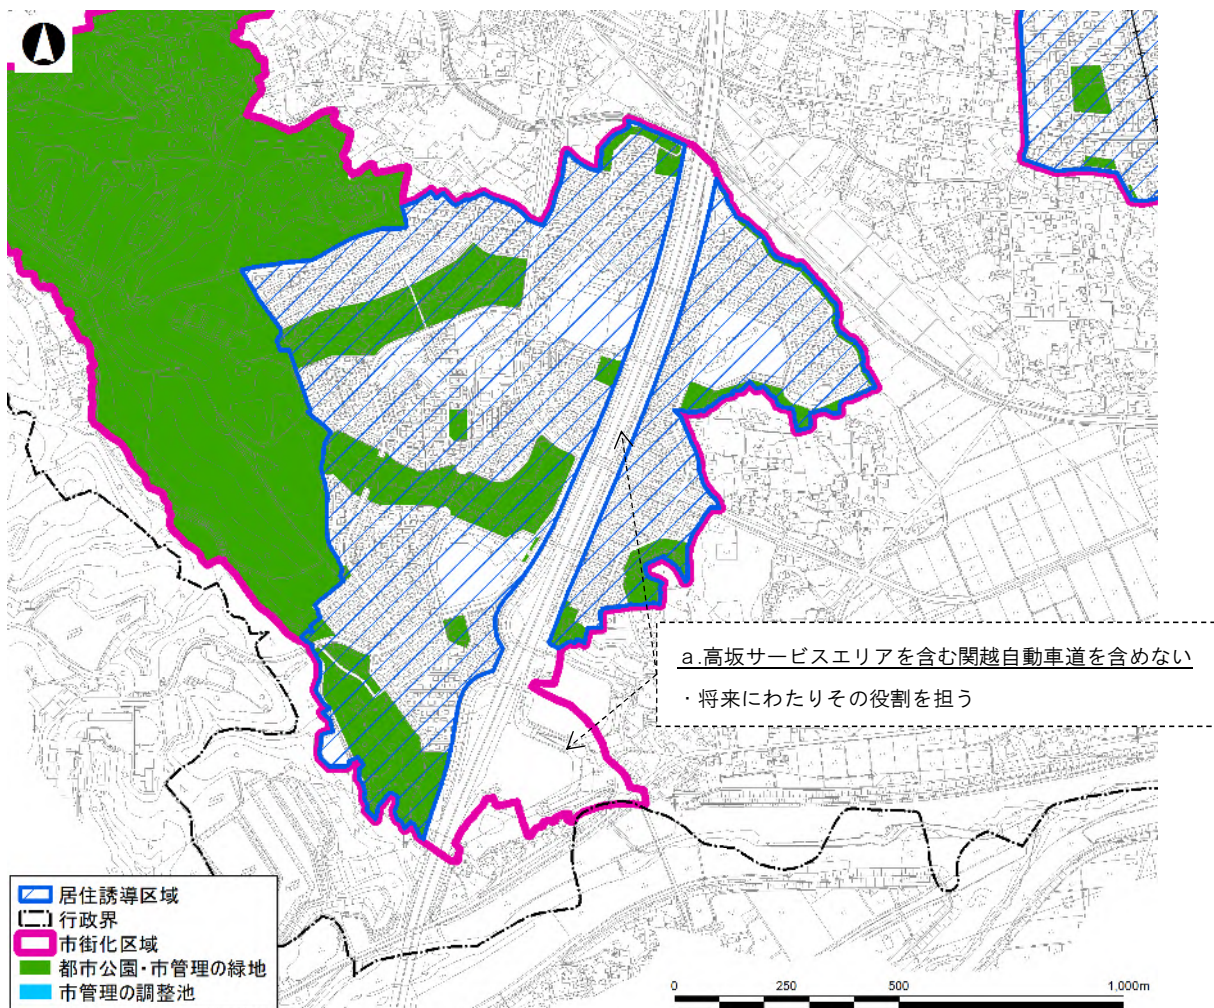 a.高坂サービスエリアを含む関越自動車道を含めない
・将来にわたりその役割を担う
居住誘導区域
行政界
市街化区域
都市公園・市管理の緑地
市管理の調整池
0 250 500 1,000m